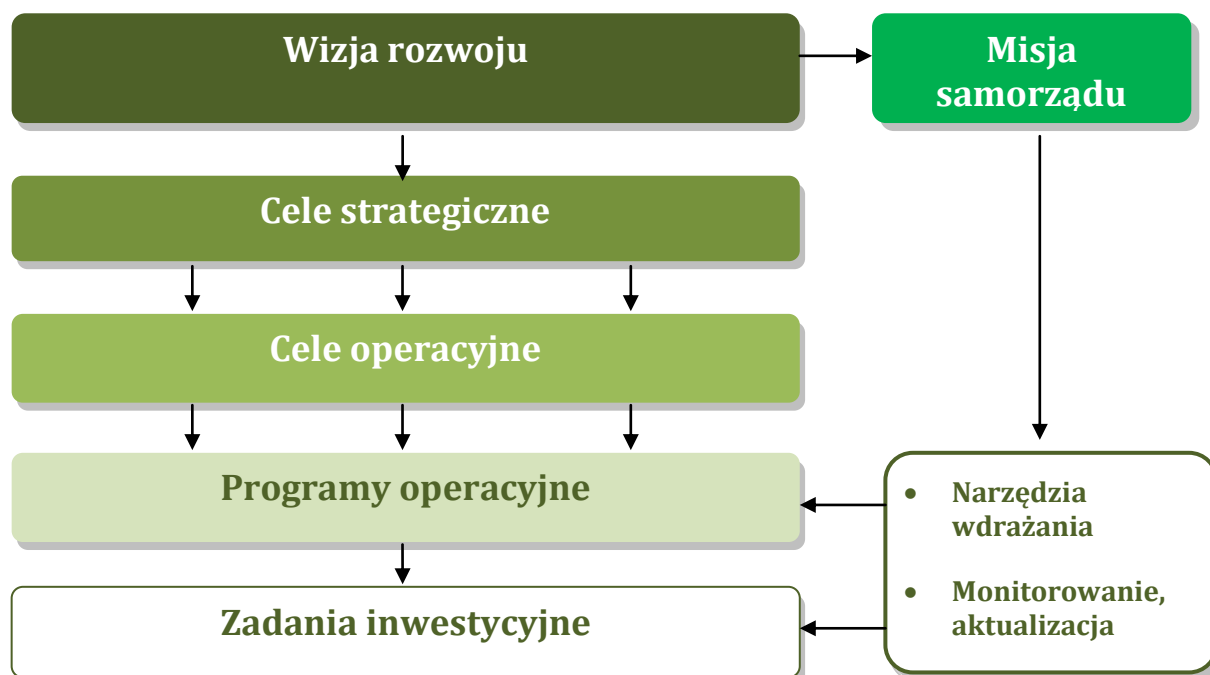 Wizja rozwoju
Misja
samorządu
Cele strategiczne
Cele operacyjne
Programy operacyjne
Zadania inwestycyjne
• Narzędzia
wdrażania
• Monitorowanie,
aktualizacja